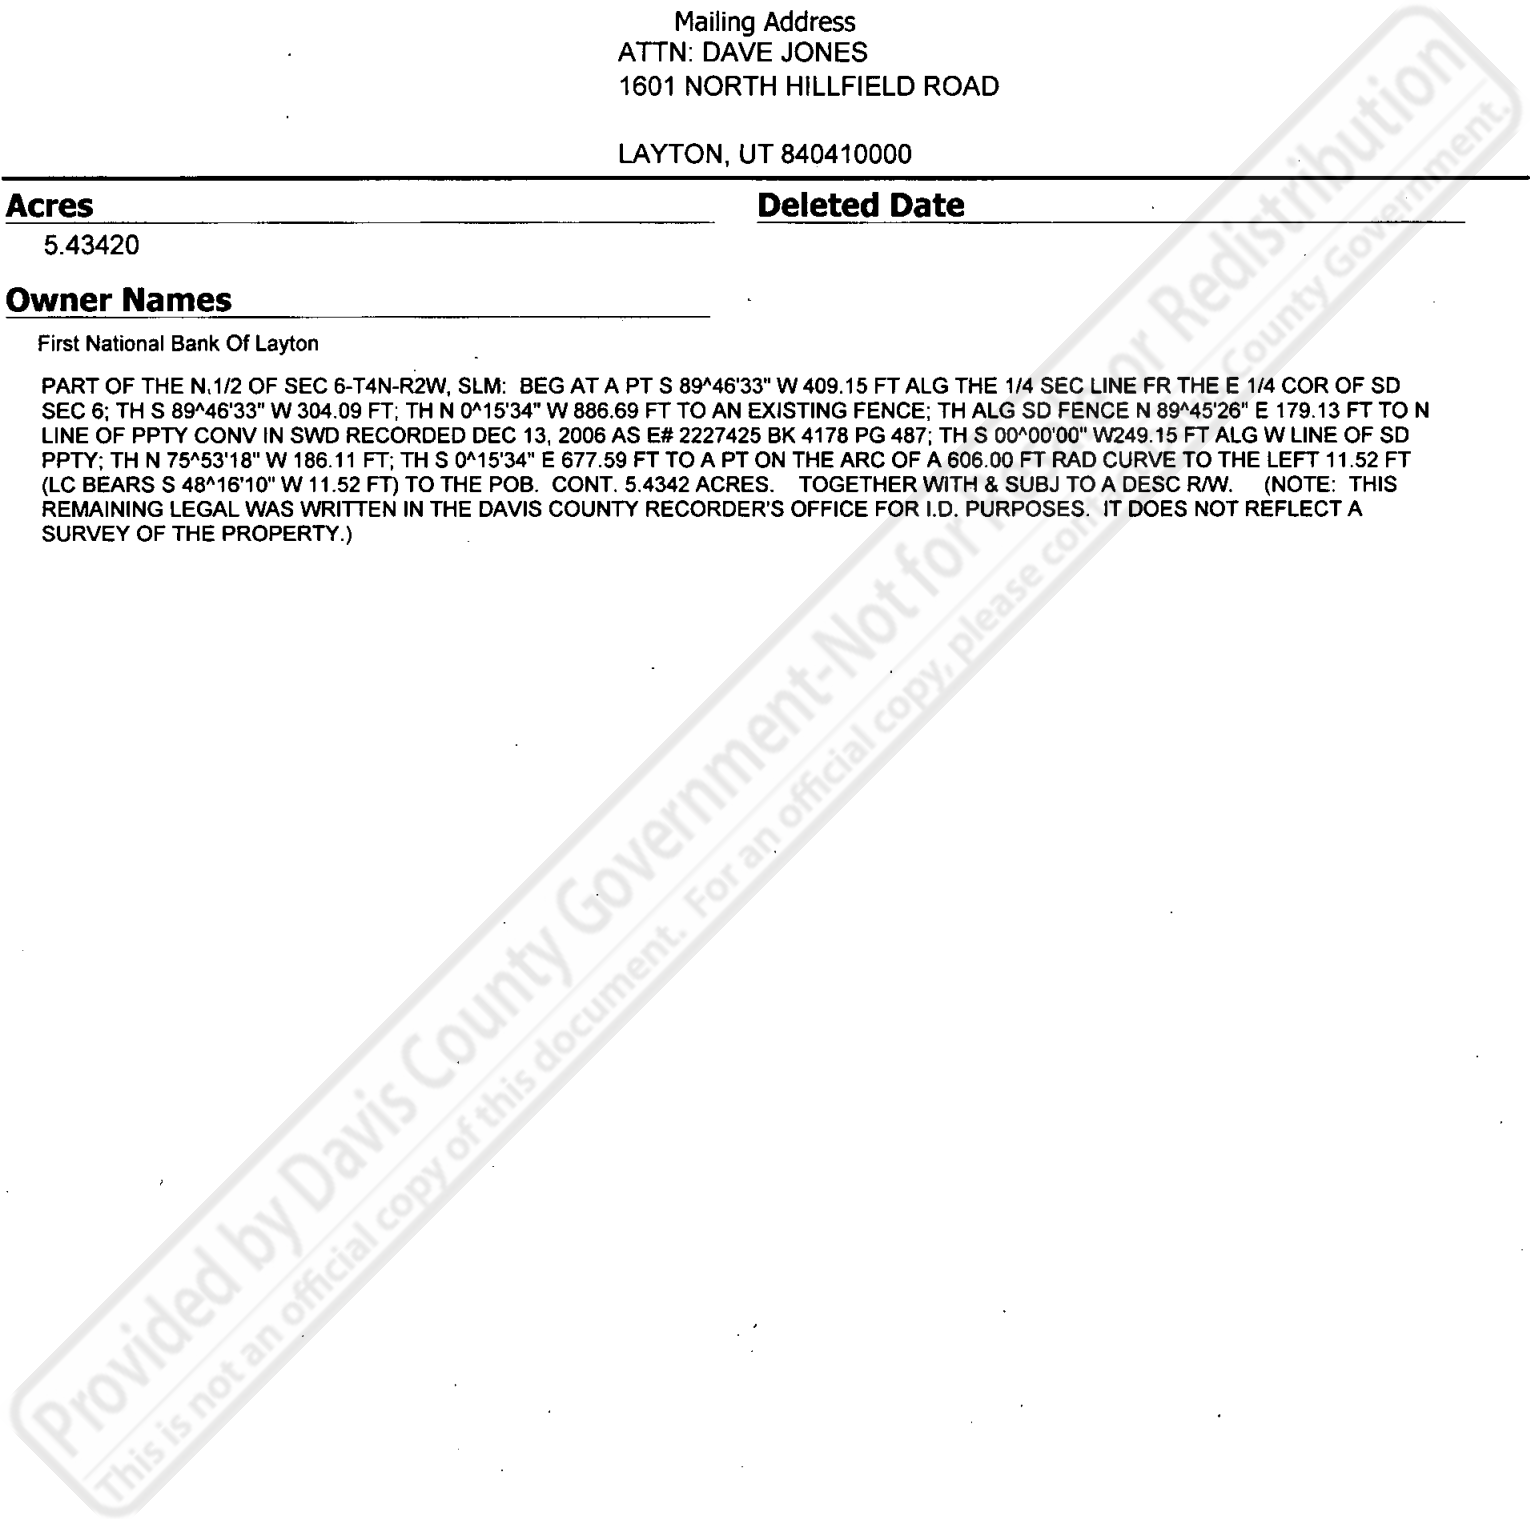 Mailing Address
ATTN: DAVE JONES
1601 NORTH HILLFIELD ROAD
LAYTON, UT 840410000
Acres
Deleted Date
5.43420
Owner Names
First National Bank Of Layton
PART OF THE N 1/2 OF SEC 6-T4N-R2W, SLM: BEG AT A PT S 89^46'33" W 409.15 FT ALG THE 1/4 SEC LINE FR THE E 1/4 COR OF SD
SEC 6; TH S 89^46'33" W 304.09 FT; TH N 0^15'34" W 886.69 FT TO AN EXISTING FENCE; TH ALG SD FENCE N 89^45'26" E 179.13 FT TO N
LINE OF PPTY CONV IN SWD RECORDED DEC 13, 2006 AS E# 2227425 BK 4178 PG 487; TH S 00^00'00" W249.15 FT ALG W LINE OF SD
PPTY; TH N 75^53'18" W 186.11 FT; TH S 0^15'34" E 677.59 FT TO A PT ON THE ARC OF A 606.00 FT RAD CURVE TO THE LEFT 11.52 FT
(LC BEARS S 48^16'10" W 11.52 FT) TO THE POB. CONT. 5.4342 ACRES. TOGETHER WITH & SUBJ TO A DESC R/W. (NOTE: THIS
REMAINING LEGAL WAS WRITTEN IN THE DAVIS COUNTY RECORDER'S OFFICE FOR I.D. PURPOSES. IT DOES NOT REFLECT A
SURVEY OF THE PROPERTY.)
Provided by Davis County Government-Not for Resale or Redistribution
This is not an official copy of this document. For an official copy, please contact Davis County Government.